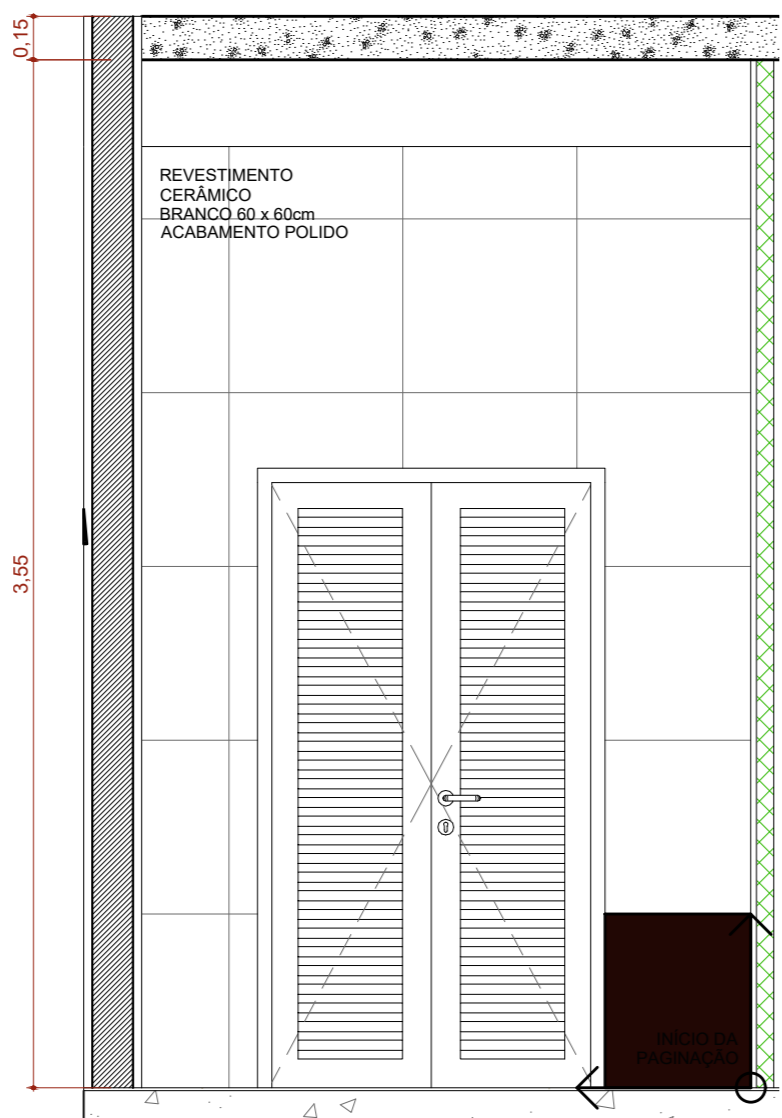 0,15
REVESTIMENTO
CERÂMICO
BRANCO 60 x 60cm
ACABAMENTO POLIDO
3,55
INÍCIO DA
PAGINAÇÃO